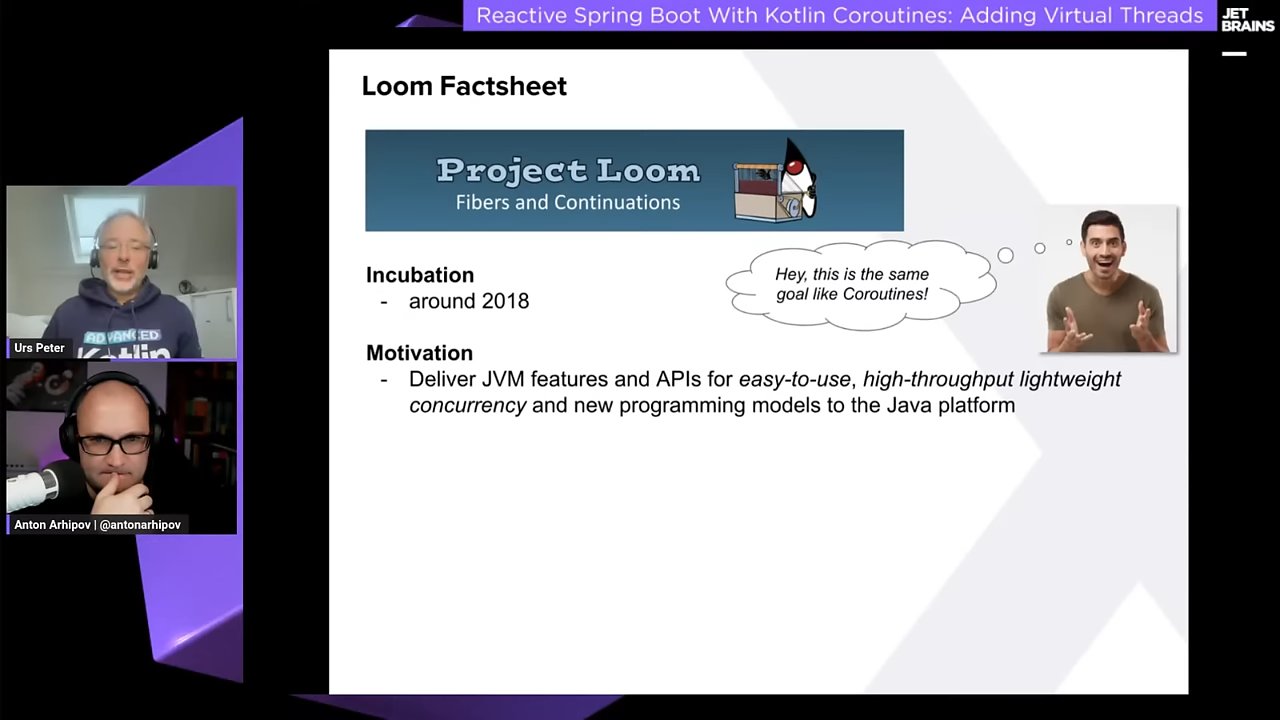 Reactive Spring Boot With Kotlin Coroutines: Adding Virtual Threads
JET
BRAINS
Loom Factsheet
Project Loom
Fibers and Continuations
Hey, this is the same
goal like Coroutines!
Incubation
- around 2018
Motivation
- Deliver JVM features and APIs for easy-to-use, high-throughput lightweight
concurrency and new programming models to the Java platform
ADVANCED
Kotlin
Urs Peter
Anton Arhipov | @antonarhipov